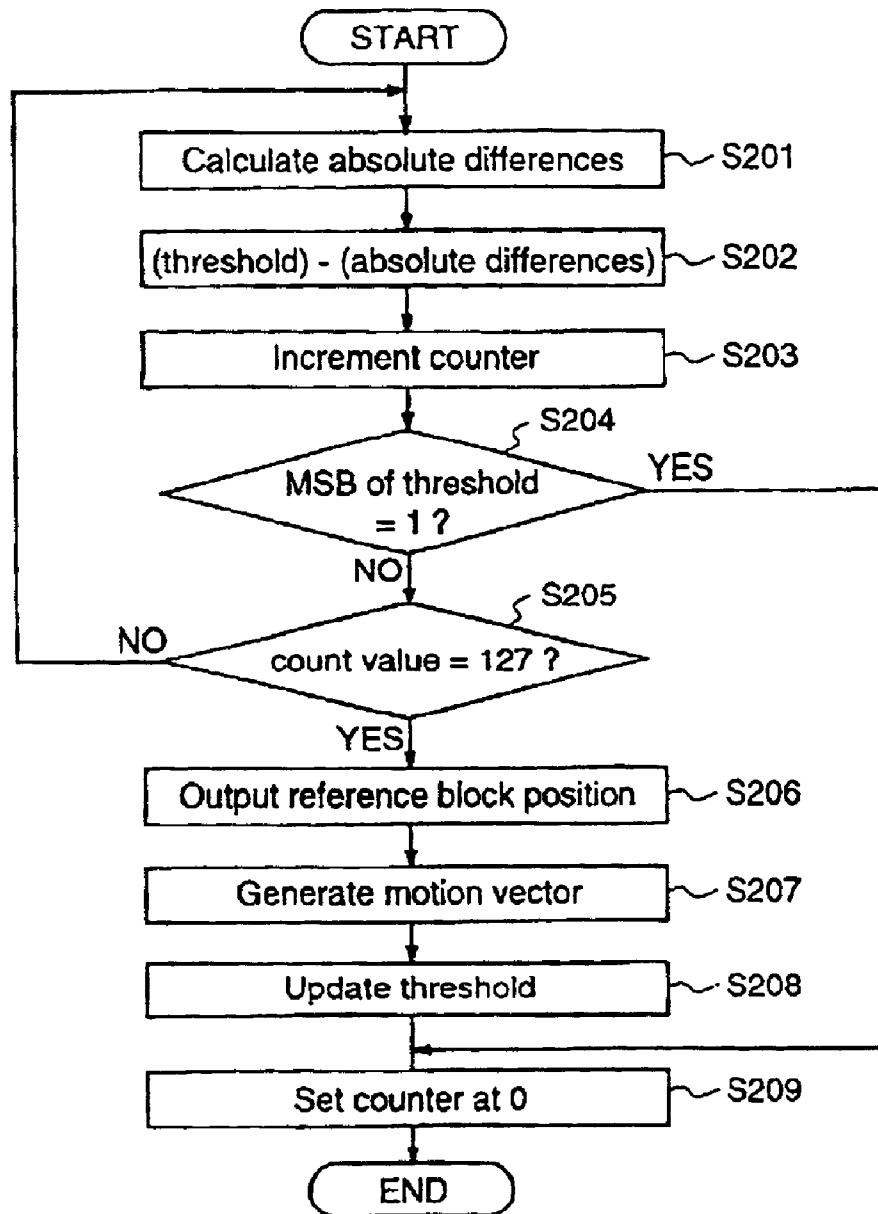 START
Calculate absolute differences
S201
(threshold) - (absolute differences)
S202
Increment counter
S203
S204
MSB of threshold
= 1 ?
YES
NO
S205
count value = 127 ?
NO
YES
Output reference block position
S206
Generate motion vector
S207
Update threshold
S208
Set counter at 0
S209
END